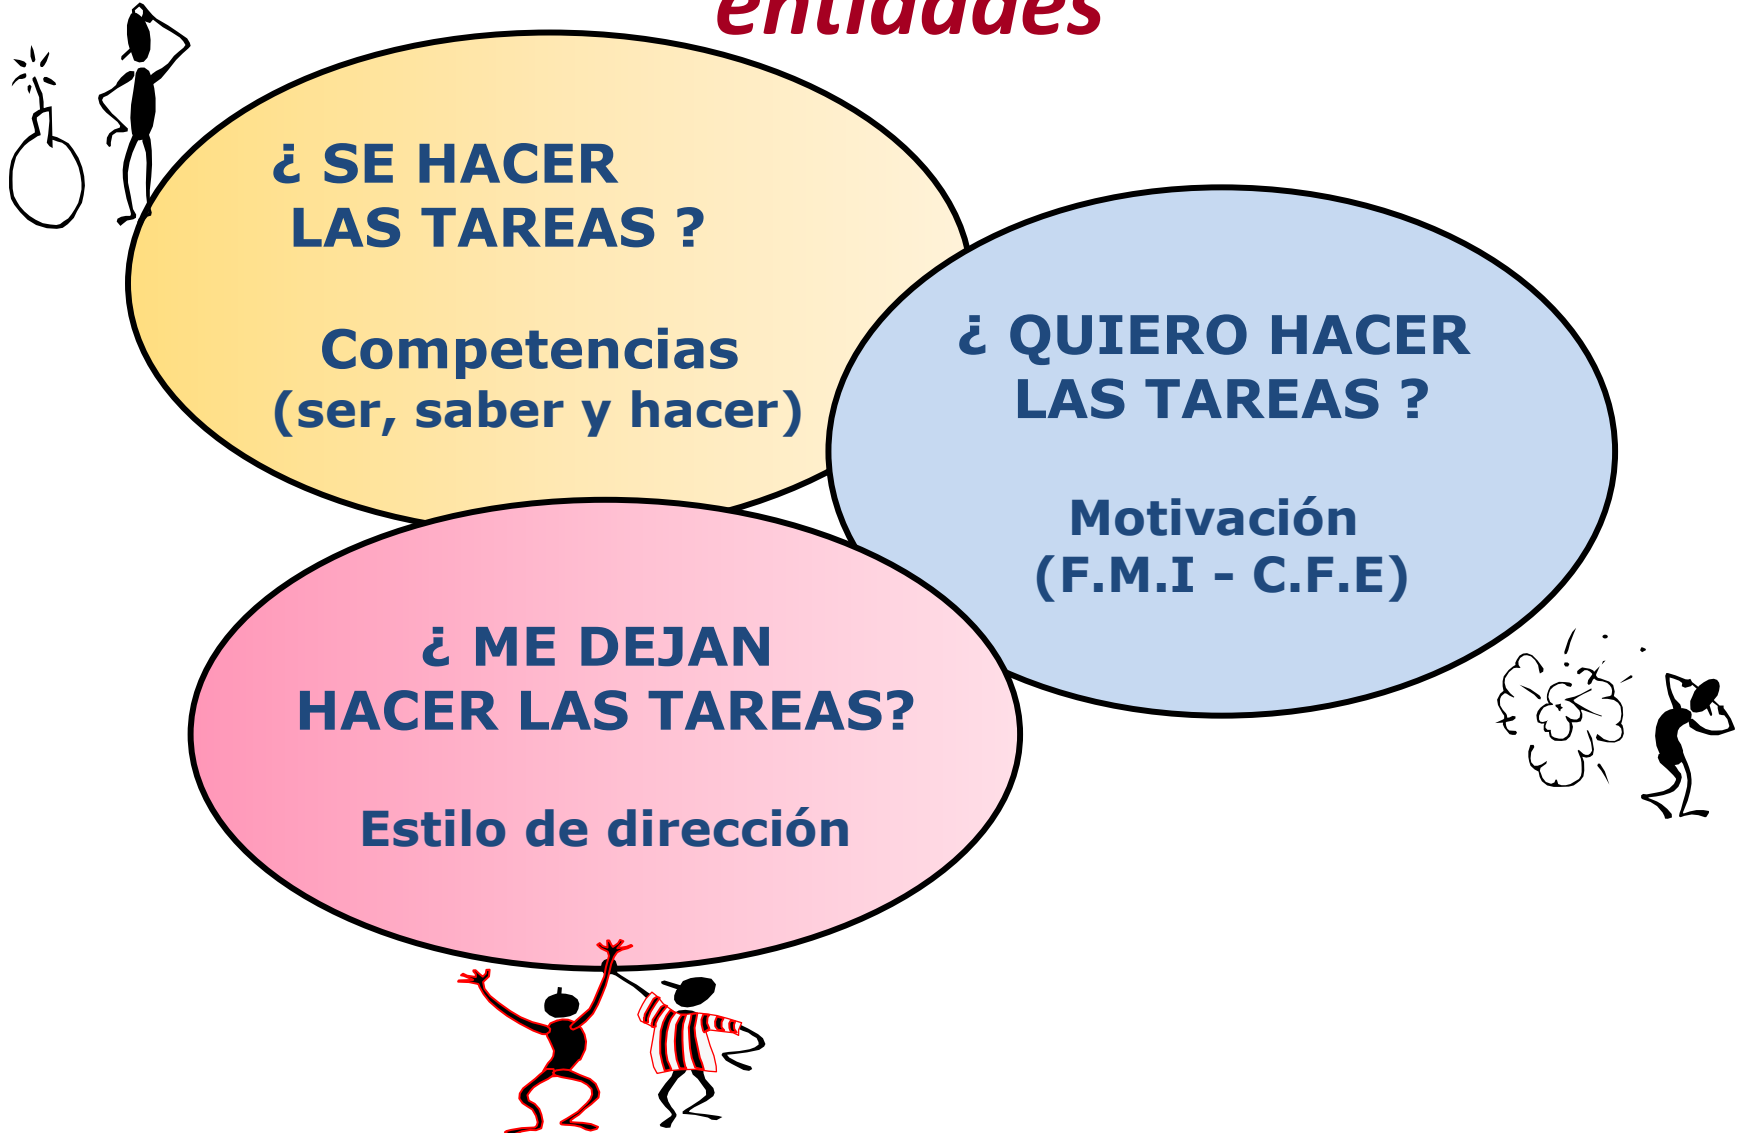 entidades
¿ SE HACER
LAS TAREAS ?
Competencias
(ser, saber y hacer)
¿ QUIERO HACER
LAS TAREAS ?
Motivación
(F.M.I - C.F.E)
¿ ME DEJAN
HACER LAS TAREAS?
Estilo de dirección